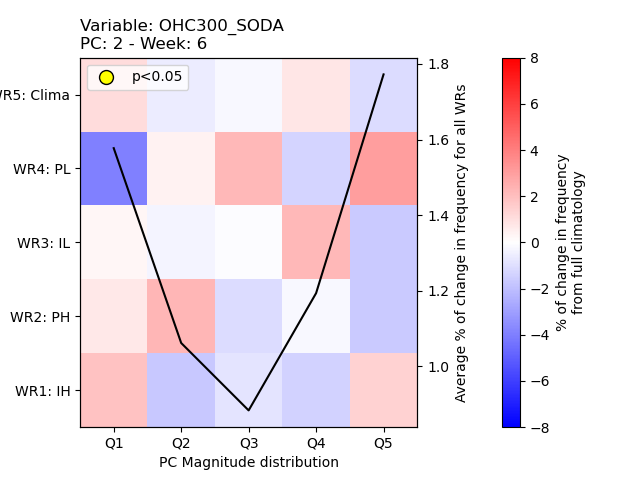 Variable: OHC300_SODA
PC: 2 - Week: 6
p<0.05
WR5: Clima
WR4: PL
WR3: IL
WR2: PH
WR1: IH
Q1 Q2 Q3 Q4 Q5
PC Magnitude distribution
1.8
1.6
1.4
1.2
1.0
Average % of change in frequency for all WRs
8
6
4
2
0
−2
−4
−6
−8
% of change in frequency
from full climatology